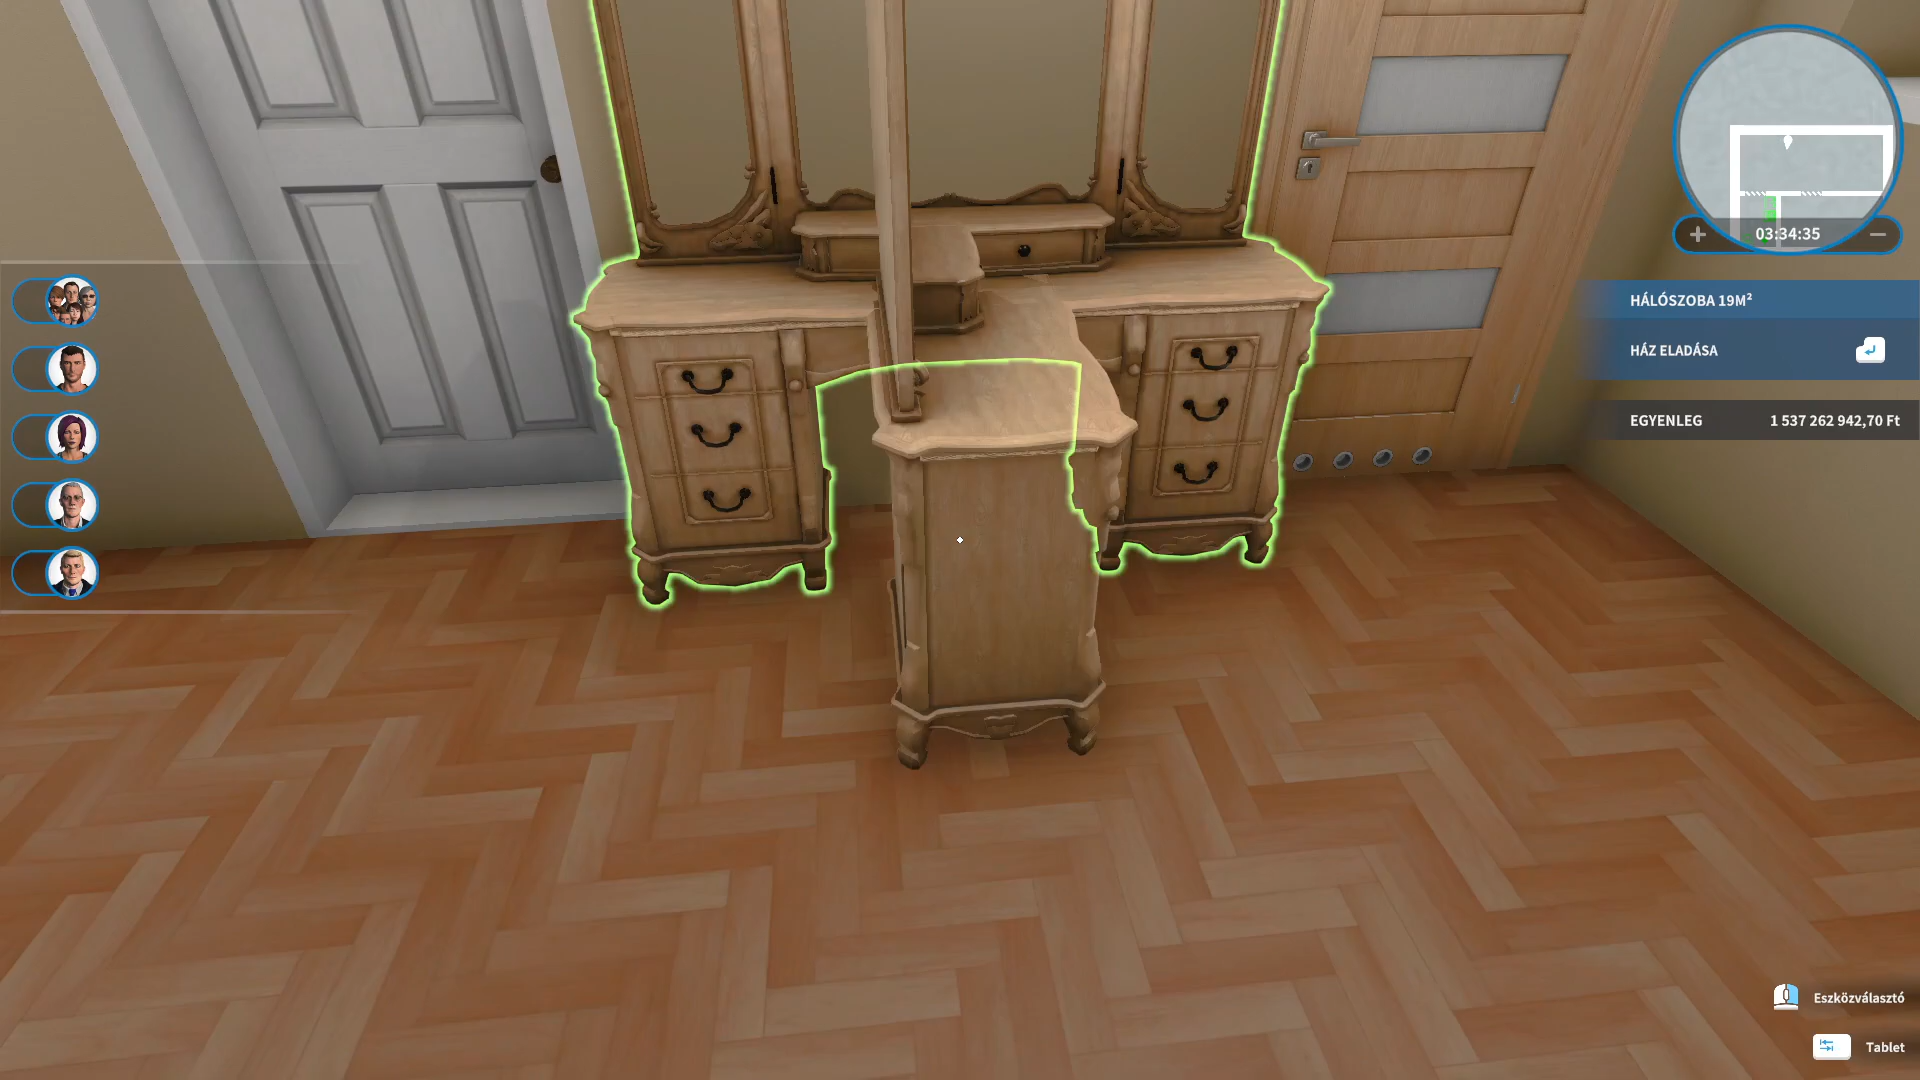 03:34:35
HÁLÓSZOBA 19M²
HÁZ ELADÁSA
EGYENLEG 1 537 262 942,70 Ft
Eszközválasztó
Tablet